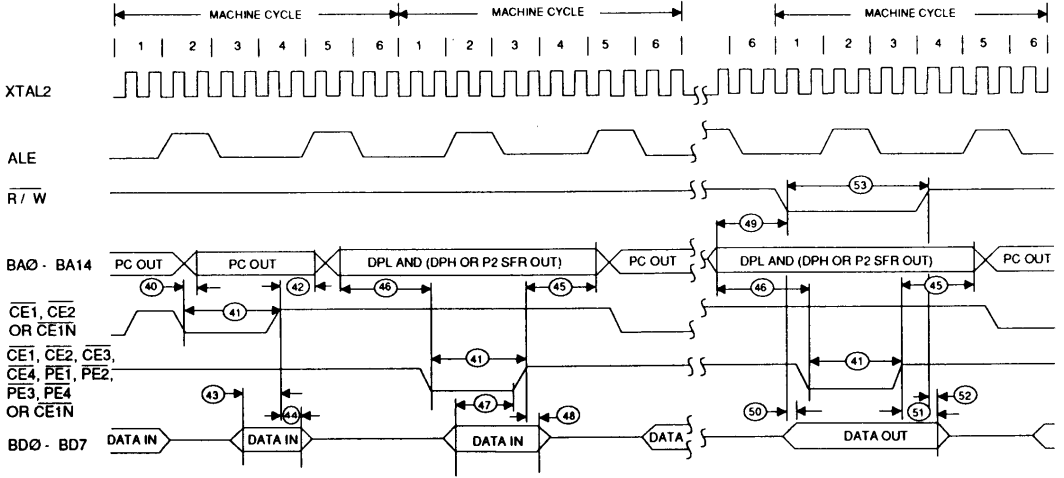 MACHINE CYCLE MACHINE CYCLE MACHINE CYCLE
1 2 3 4 5 6 1 2 3 4 5 6 6 1 2 3 4 5 6
XTAL2
ALE
R / W
53
49
BAØ - BA14 PC OUT PC OUT DPL AND (DPH OR P2 SFR OUT) PC OUT DPL AND (DPH OR P2 SFR OUT) PC OUT
40 42 46 45 46 45
CE1, CE2
OR CE1N
41
CE1, CE2, CE3,
CE4, PE1, PE2,
PE3, PE4
OR CE1N
41 41
43 47
44 48 50 51 52
BDØ - BD7 DATA IN DATA IN DATA IN DATA DATA OUT